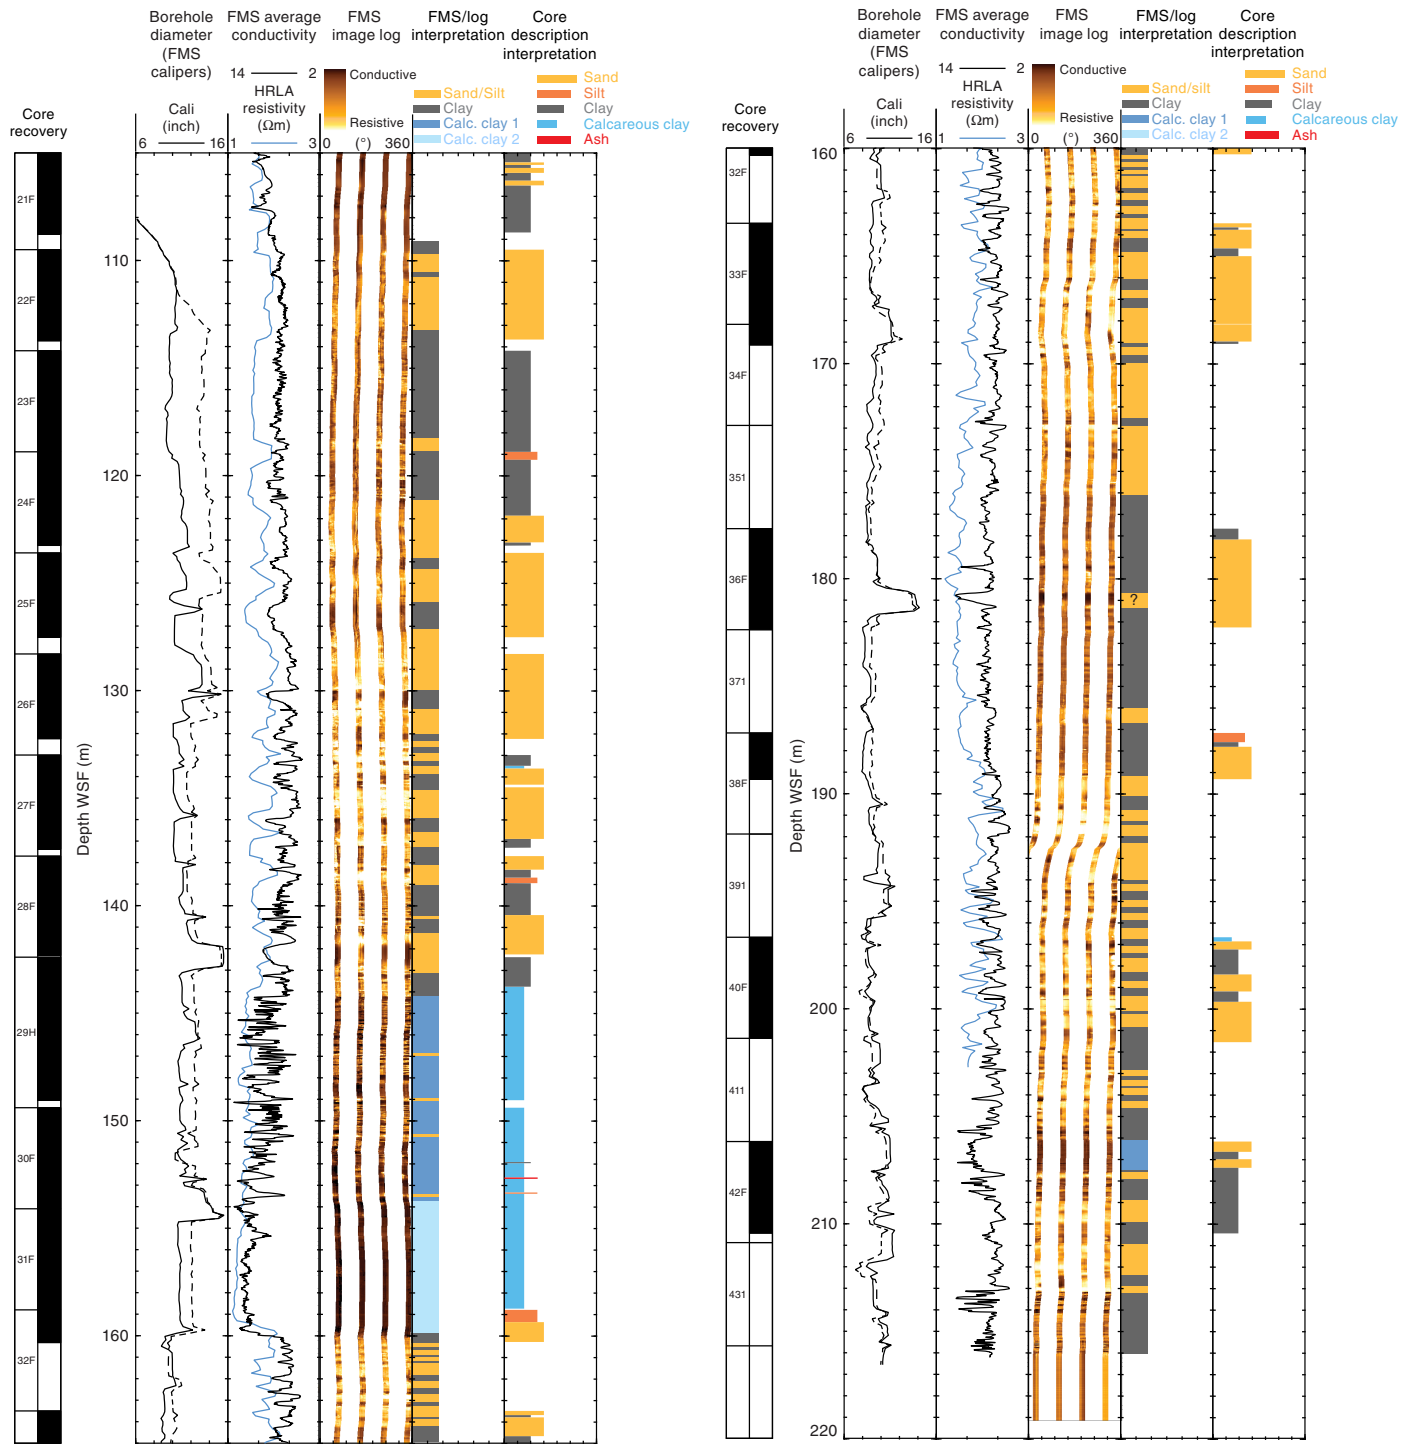 Borehole
diameter
(FMS
calipers)
FMS average
conductivity
FMS
image log
FMS/log
interpretation
Core
description
interpretation
14 2
HRLA
resistivity
(Ωm)
Conductive
Resistive
Sand/Silt
Clay
Calc. clay 1
Calc. clay 2
Sand
Silt
Clay
Calcareous clay
Ash
Core
recovery
Cali
(inch)
6 16
1 3
0 (°) 360
21F
22F
23F
24F
25F
26F
27F
28F
29H
30F
31F
32F
Depth WSF (m)
110
120
130
140
150
160
Borehole
diameter
(FMS
calipers)
FMS average
conductivity
FMS
image log
FMS/log
interpretation
Core
description
interpretation
14 2
HRLA
resistivity
(Ωm)
Conductive
Resistive
Sand/silt
Clay
Calc. clay 1
Calc. clay 2
Sand
Silt
Clay
Calcareous clay
Ash
Core
recovery
Cali
(inch)
6 16
1 3
0 (°) 360
32F
33F
34F
351
36F
371
38F
391
40F
411
42F
431
Depth WSF (m)
160
170
180
190
200
210
220
?